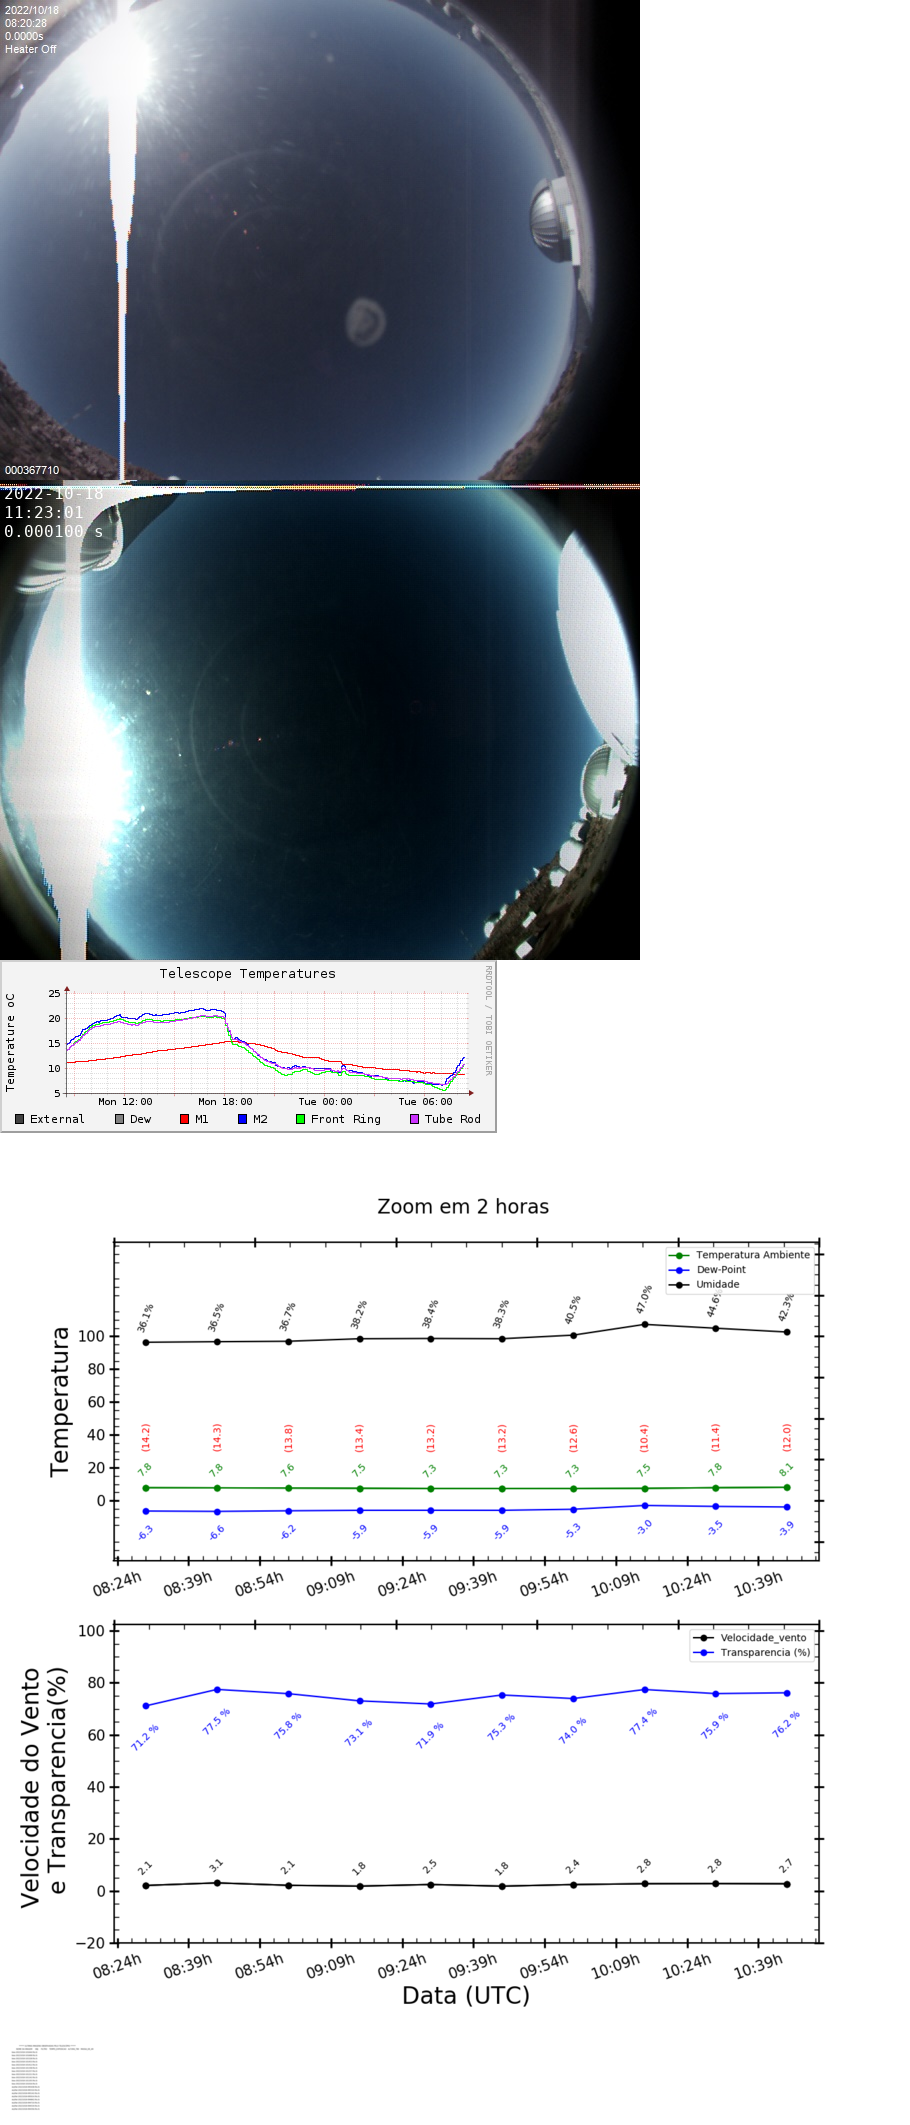 2022/10/18
08:20:28
0.0000s
Heater Off
000367710
2022-10-18
11:23:01
0.000100 s
Telescope Temperatures
RRDTOOL / TOBI OETIKER
Temperature oC
25
20
15
10
5
Mon 12:00 Mon 18:00 Tue 00:00 Tue 06:00
External Dew M1 M2 Front Ring Tube Rod
Zoom em 2 horas
Temperatura Ambiente
Dew-Point
Umidade
Temperatura
36.1% 36.5% 36.7% 38.2% 38.4% 38.3% 40.5% 47.0% 44.6% 42.3%
100
80
60
40
20
0
(14.2) (14.3) (13.8) (13.4) (13.2) (13.2) (12.6) (10.4) (11.4) (12.0)
7.8 7.8 7.6 7.5 7.3 7.3 7.3 7.5 7.8 8.1
-6.3 -6.6 -6.2 -5.9 -5.9 -5.9 -5.3 -3.0 -3.5 -3.9
08:24h 08:39h 08:54h 09:09h 09:24h 09:39h 09:54h 10:09h 10:24h 10:39h
Velocidade_vento
Transparencia (%)
Velocidade do Vento
e Transparencia(%)
100
80
60
40
20
0
−20
71.2 % 77.5 % 75.8 % 73.1 % 71.9 % 75.3 % 74.0 % 77.4 % 75.9 % 76.2 %
2.1 3.1 2.1 1.8 2.5 1.8 2.4 2.8 2.8 2.7
08:24h 08:39h 08:54h 09:09h 09:24h 09:39h 09:54h 10:09h 10:24h 10:39h
Data (UTC)